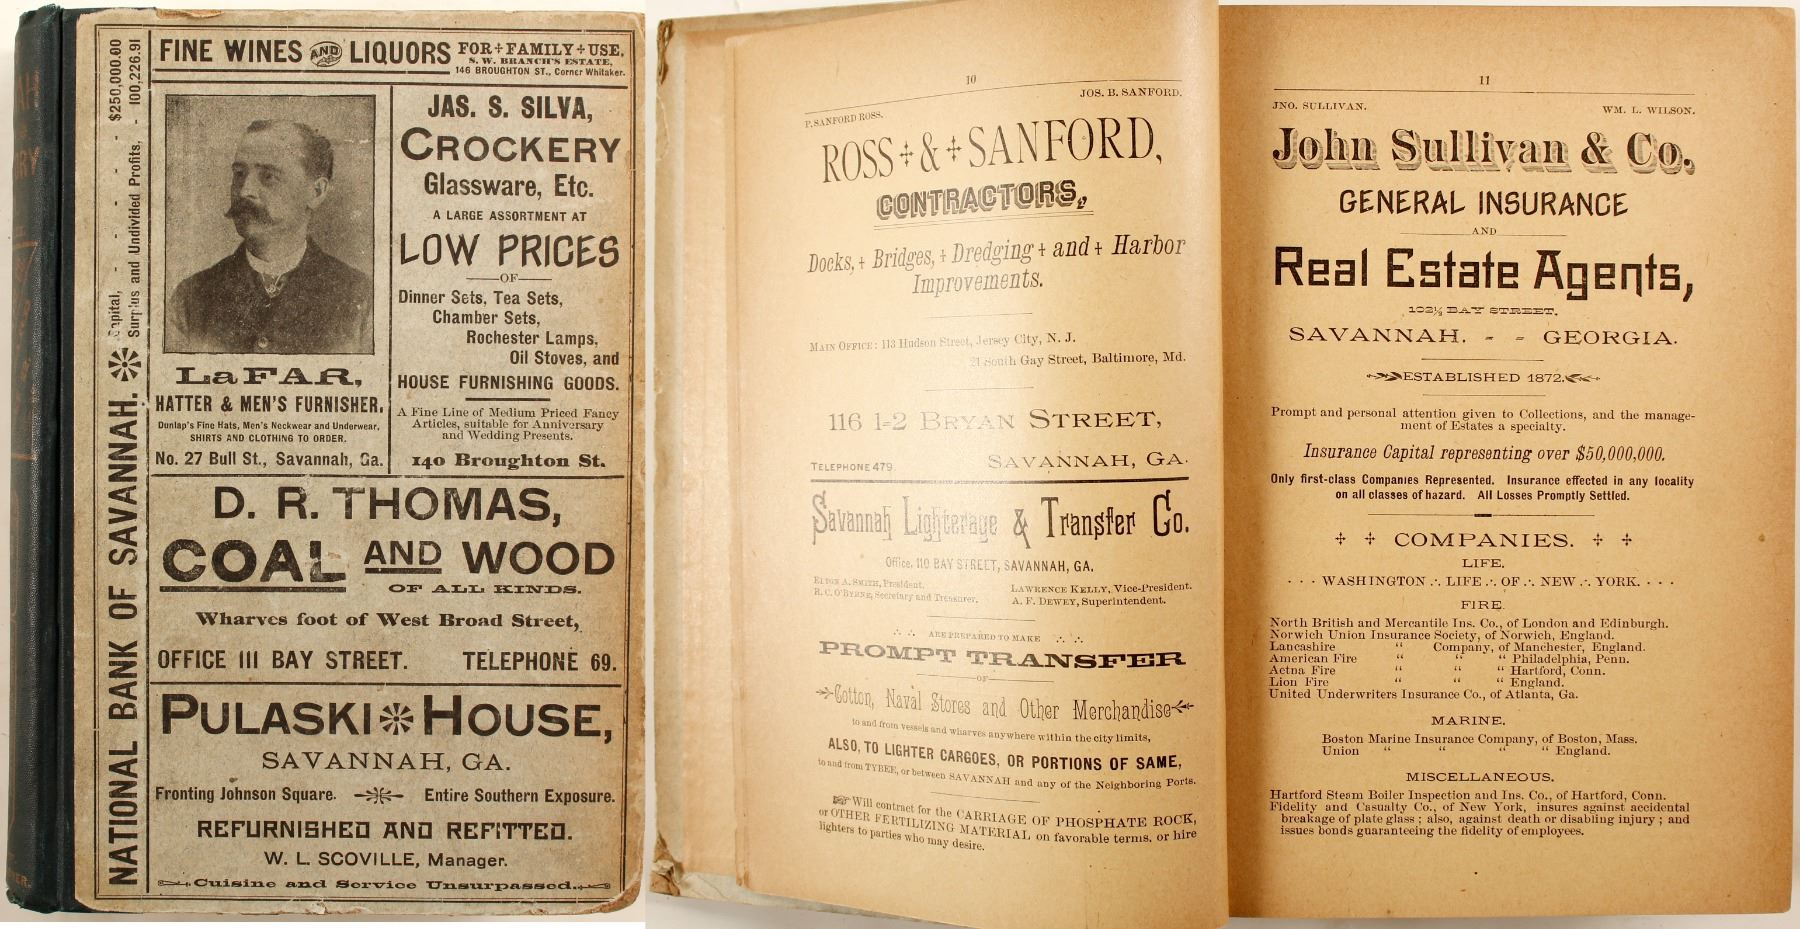 NATIONAL BANK OF SAVANNAH.
Capital, - - - - $250,000.00
Surplus and Undivided Profits, - 100,226.91
FINE WINES AND LIQUORS FOR FAMILY USE.
S. W. BRANCH'S ESTATE,
146 BROUGHTON ST., Corner Whitaker.
LaFAR,
HATTER & MEN'S FURNISHER.
Dunlap's Fine Hats, Men's Neckwear and Underwear.
SHIRTS AND CLOTHING TO ORDER.
No. 27 Bull St., Savannah, Ga.
JAS. S. SILVA,
CROCKERY
Glassware, Etc.
A LARGE ASSORTMENT AT
LOW PRICES
OF
Dinner Sets, Tea Sets,
Chamber Sets,
Rochester Lamps,
Oil Stoves, and
HOUSE FURNISHING GOODS.
A Fine Line of Medium Priced Fancy
Articles, suitable for Anniversary
and Wedding Presents.
140 Broughton St.
D. R. THOMAS,
COAL AND WOOD
OF ALL KINDS.
Wharves foot of West Broad Street,
OFFICE 111 BAY STREET. TELEPHONE 69.
PULASKI HOUSE,
SAVANNAH, GA.
Fronting Johnson Square. Entire Southern Exposure.
REFURNISHED AND REFITTED.
W. L. SCOVILLE, Manager.
Cuisine and Service Unsurpassed.
10
P. SANFORD ROSS. JOS. B. SANFORD.
ROSS & SANFORD,
CONTRACTORS,
Docks, Bridges, Dredging and Harbor
Improvements.
MAIN OFFICE: 113 Hudson Street, Jersey City, N. J.
21 South Gay Street, Baltimore, Md.
116 1-2 BRYAN STREET,
TELEPHONE 479. SAVANNAH, GA.
Savannah Lighterage & Transfer Co.
Office, 110 BAY STREET, SAVANNAH, GA.
ELTON A. SMITH, President. LAWRENCE KELLY, Vice-President.
R. C. O'BYRNE, Secretary and Treasurer. A. F. DEWEY, Superintendent.
ARE PREPARED TO MAKE
PROMPT TRANSFER
OF
Cotton, Naval Stores and Other Merchandise
to and from vessels and wharves anywhere within the city limits,
ALSO, TO LIGHTER CARGOES, OR PORTIONS OF SAME,
to and from TYBEE, or between SAVANNAH and any of the Neighboring Ports.
☞ Will contract for the CARRIAGE OF PHOSPHATE ROCK,
or OTHER FERTILIZING MATERIAL on favorable terms, or hire
lighters to parties who may desire.
11
JNO. SULLIVAN. WM. L. WILSON.
John Sullivan & Co.
GENERAL INSURANCE
AND
Real Estate Agents,
102½ BAY STREET,
SAVANNAH, - - GEORGIA.
ESTABLISHED 1872.
Prompt and personal attention given to Collections, and the manage-
ment of Estates a specialty.
Insurance Capital representing over $50,000,000.
Only first-class Companies Represented. Insurance effected in any locality
on all classes of hazard. All Losses Promptly Settled.
COMPANIES.
LIFE.
· · · WASHINGTON ∴ LIFE ∴ OF ∴ NEW ∴ YORK. · · ·
FIRE.
North British and Mercantile Ins. Co., of London and Edinburgh.
Norwich Union Insurance Society, of Norwich, England.
Lancashire " Company, of Manchester, England.
American Fire " " " Philadelphia, Penn.
Aetna Fire " " " Hartford, Conn.
Lion Fire " " " England.
United Underwriters Insurance Co., of Atlanta, Ga.
MARINE.
Boston Marine Insurance Company, of Boston, Mass.
Union " " " " England.
MISCELLANEOUS.
Hartford Steam Boiler Inspection and Ins. Co., of Hartford, Conn.
Fidelity and Casualty Co., of New York, insures against accidental
breakage of plate glass; also, against death or disabling injury; and
issues bonds guaranteeing the fidelity of employees.